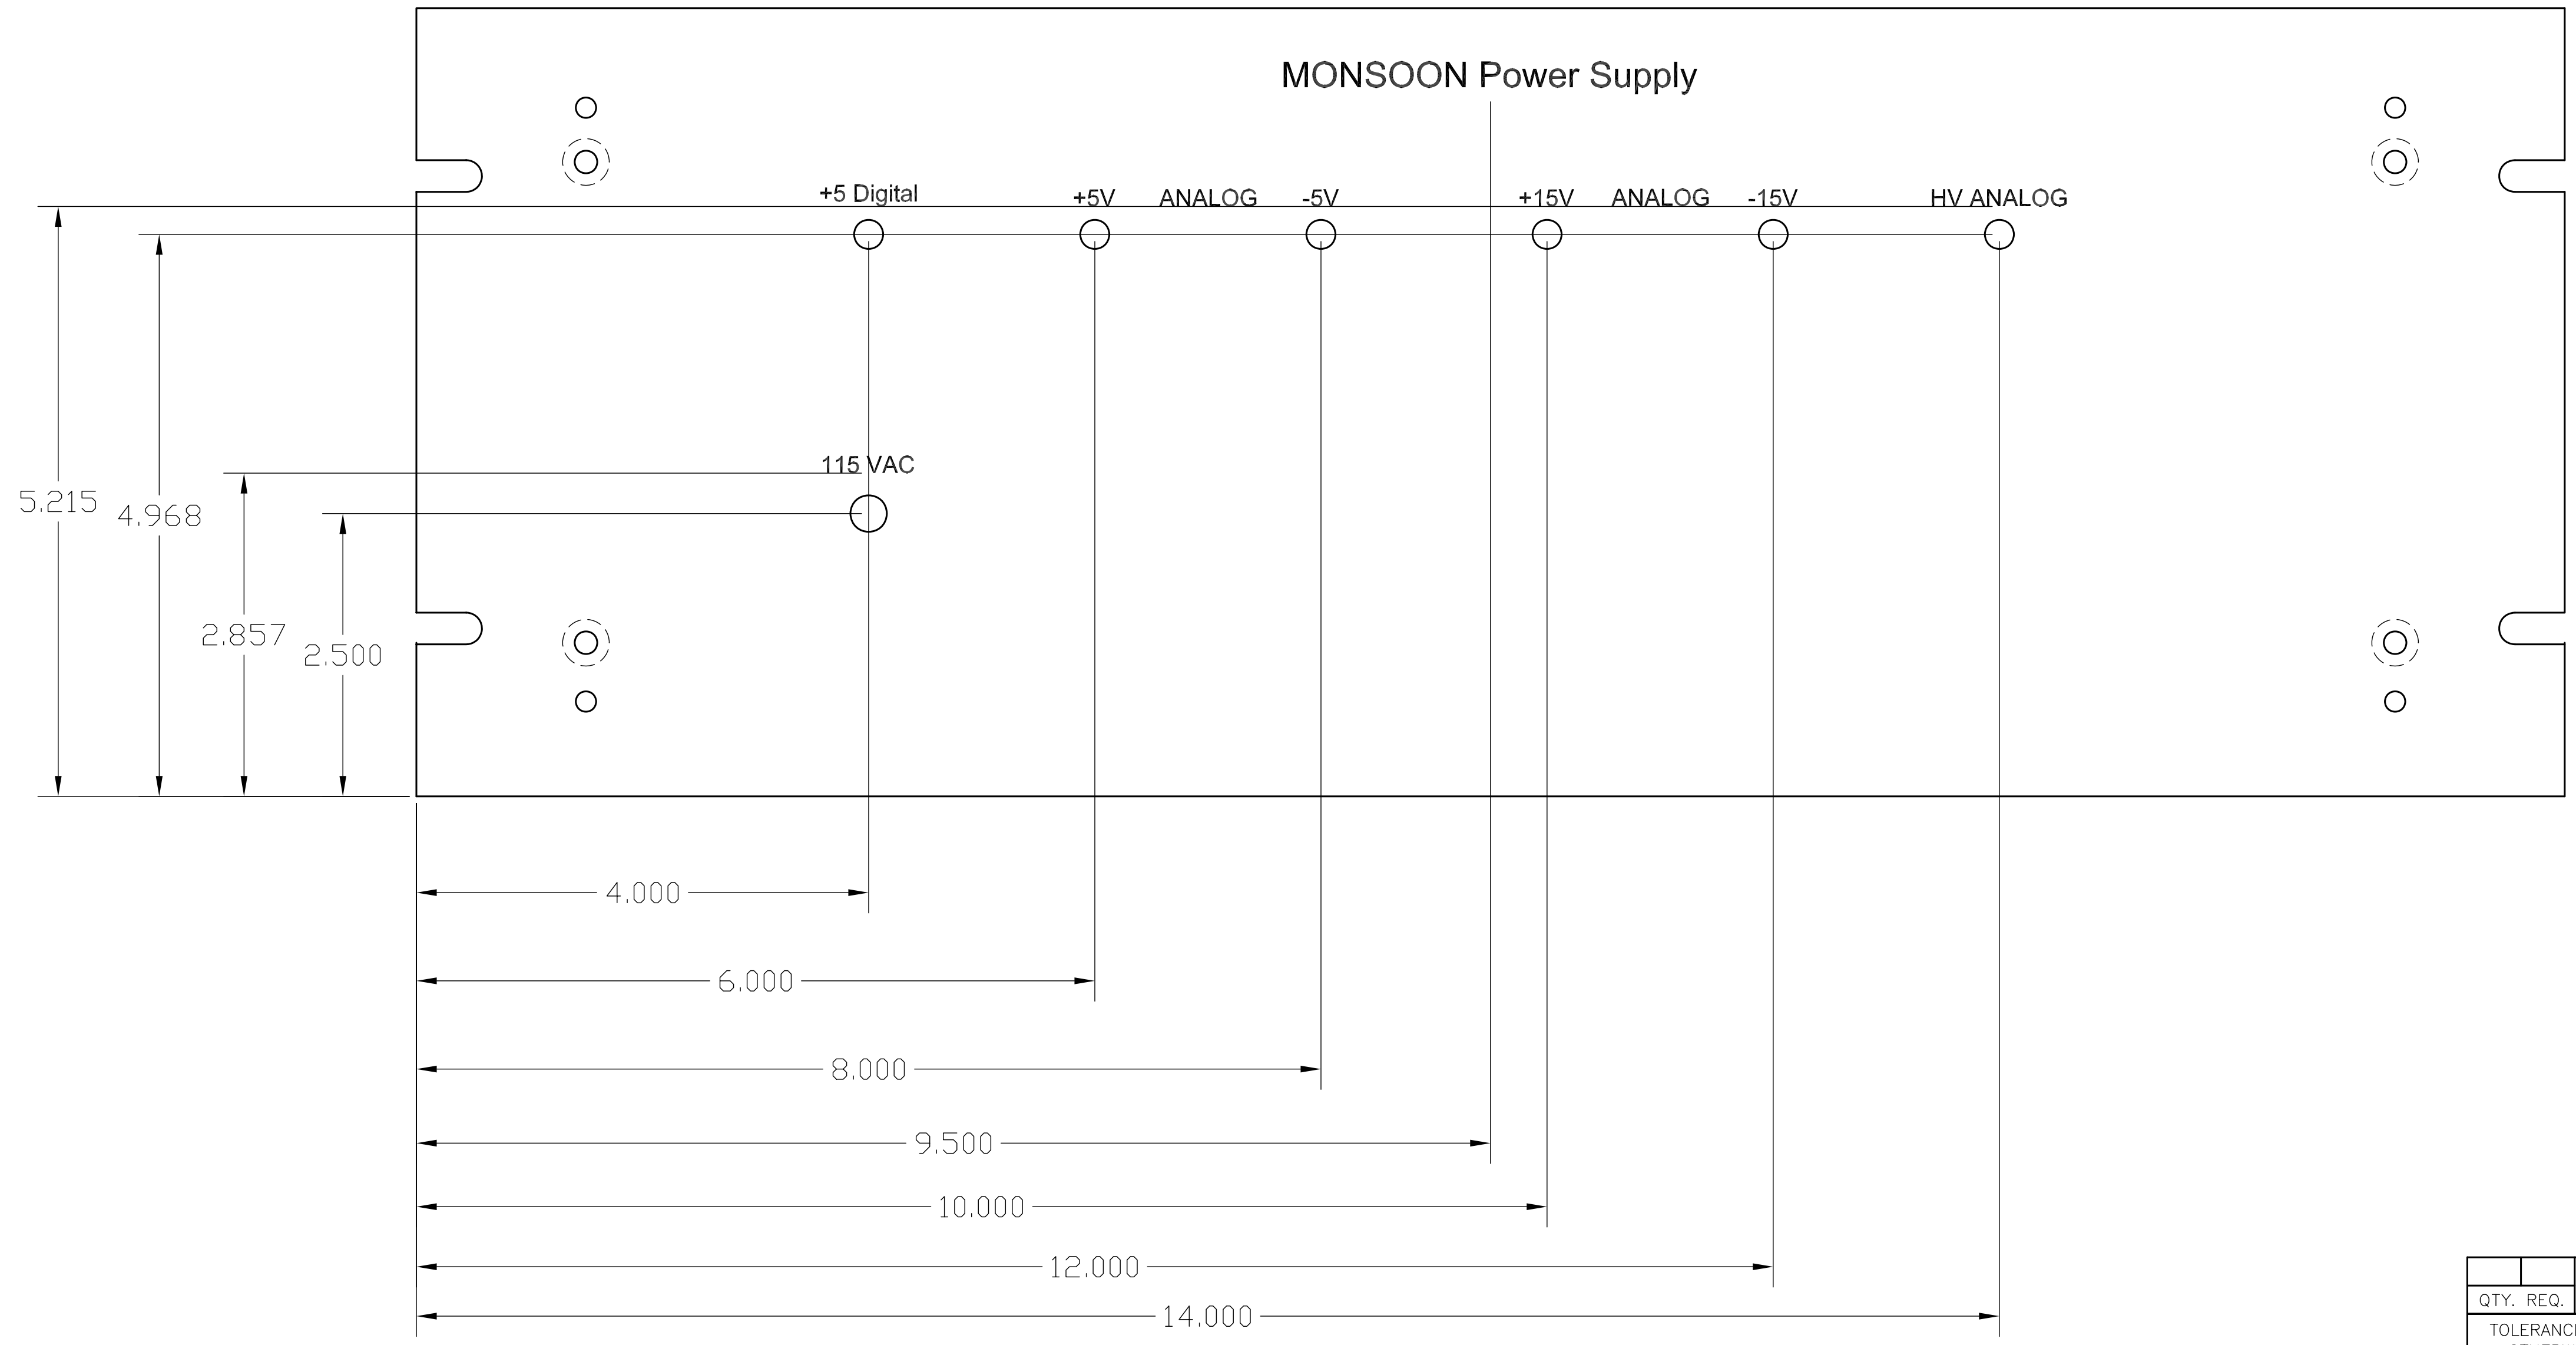 MONSOON Power Supply
+5 Digital
+5V ANALOG -5V
+15V ANALOG -15V
HV ANALOG
115 VAC
5.215
4.968
2.857
2.500
4.000
6.000
8.000
9.500
10.000
12.000
14.000
QTY. REQ.